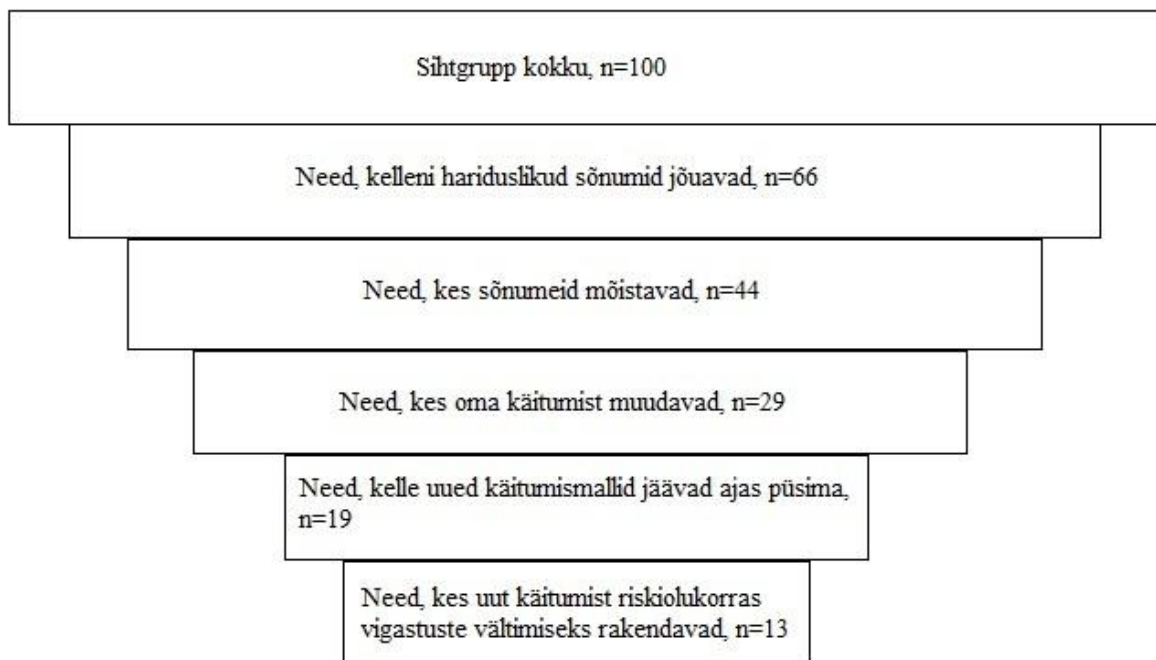 Sihtgrupp kokku, n=100
Need, kelleni hariduslikud sõnumid jõuavad, n=66
Need, kes sõnumeid mõistavad, n=44
Need, kes oma käitumist muudavad, n=29
Need, kelle uued käitumismallid jäävad ajas püsima,
n=19
Need, kes uut käitumist riskiolukorras
vigastuste vältimiseks rakendavad, n=13